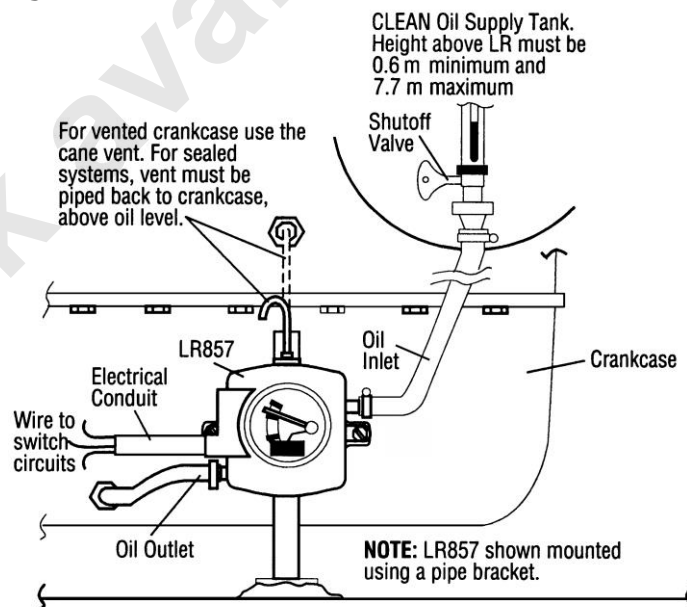 CLEAN Oil Supply Tank.
Height above LR must be
0.6 m minimum and
7.7 m maximum
Shutoff
Valve
For vented crankcase use the
cane vent. For sealed
systems, vent must be
piped back to crankcase,
above oil level.
LR857
Oil
Inlet
Crankcase
Electrical
Conduit
Wire to
switch
circuits
Oil Outlet
NOTE: LR857 shown mounted
using a pipe bracket.